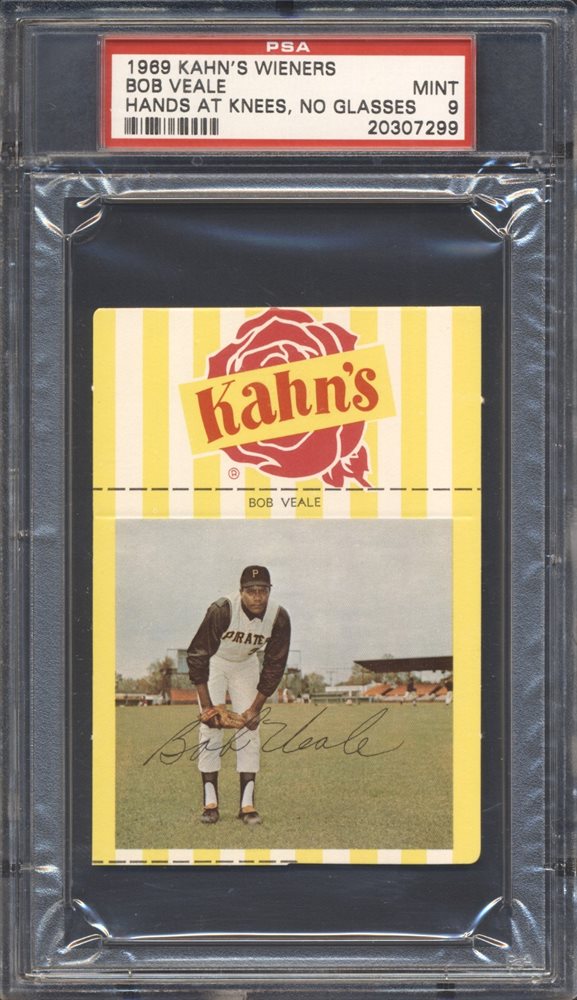 PSA
1969 KAHN'S WIENERS
BOB VEALE MINT
HANDS AT KNEES, NO GLASSES 9
20307299
Kahn's
®
BOB VEALE
P
PIRATE
Bob Veale